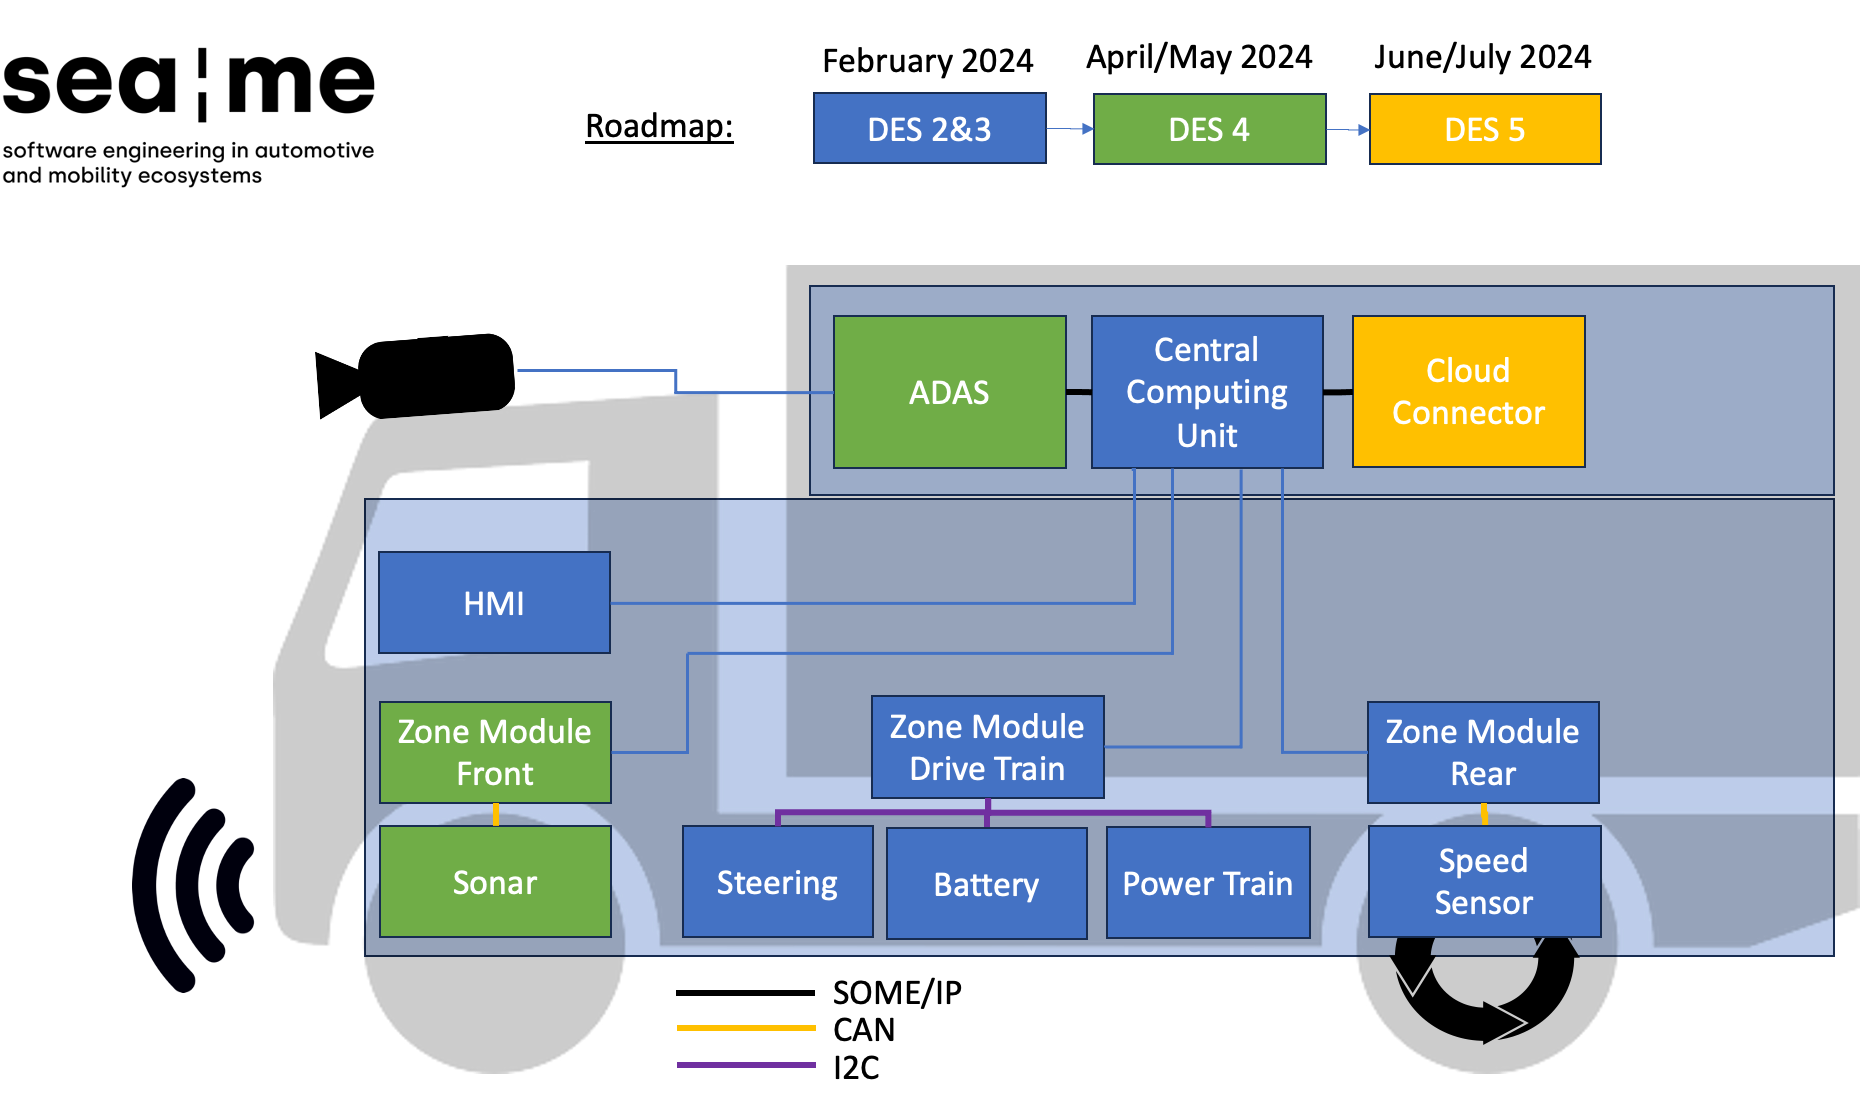 sea¦me
software engineering in automotive
and mobility ecosystems
February 2024
April/May 2024
June/July 2024
Roadmap:
DES 2&3
DES 4
DES 5
ADAS
Central
Computing
Unit
Cloud
Connector
HMI
Zone Module
Front
Zone Module
Drive Train
Zone Module
Rear
Sonar
Steering
Battery
Power Train
Speed
Sensor
SOME/IP
CAN
I2C